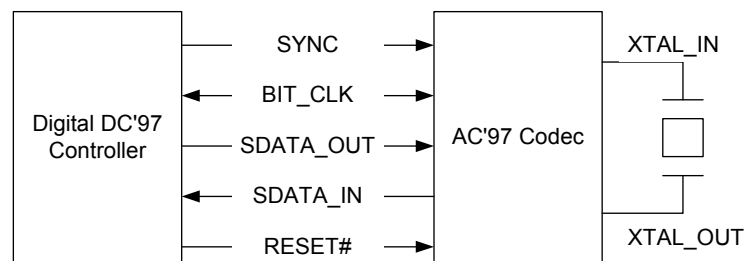 SYNC
XTAL_IN
BIT_CLK
Digital DC'97
Controller
AC'97 Codec
SDATA_OUT
SDATA_IN
XTAL_OUT
RESET#